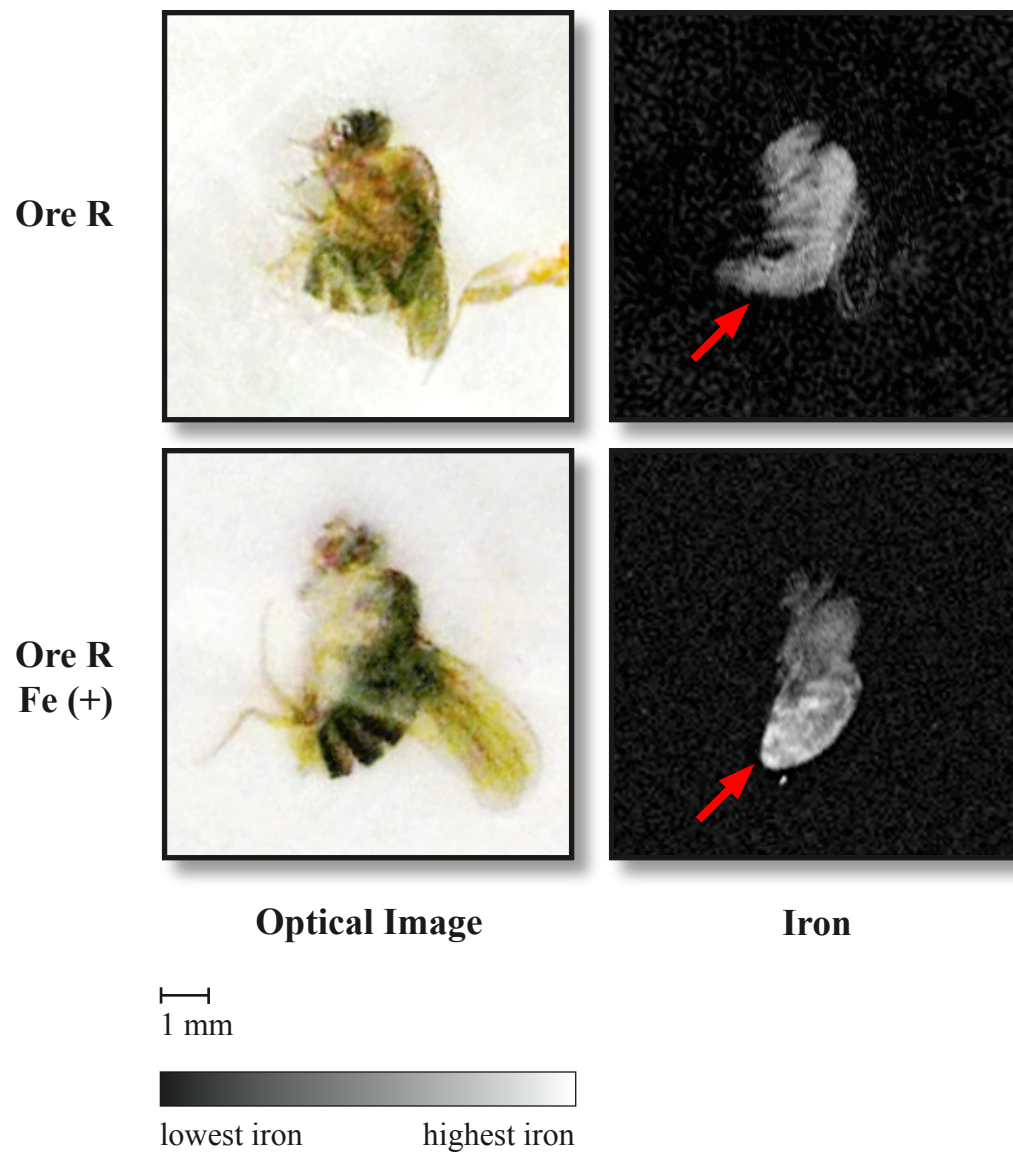 Ore R
Ore R
Fe (+)
Optical Image
Iron
1 mm
lowest iron
highest iron